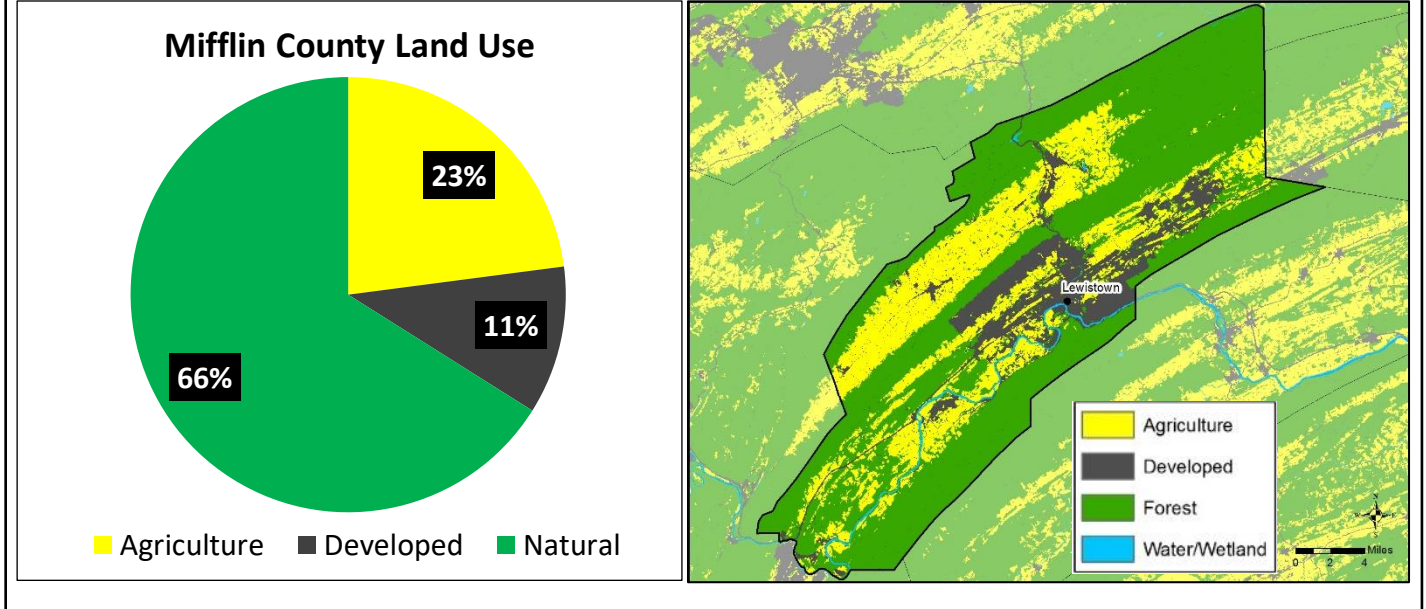 Mifflin County Land Use
23%
11%
66%
Agriculture Developed Natural
Lewistown
Agriculture
Developed
Forest
Water/Wetland
N
W E
S
Miles
0 2 4